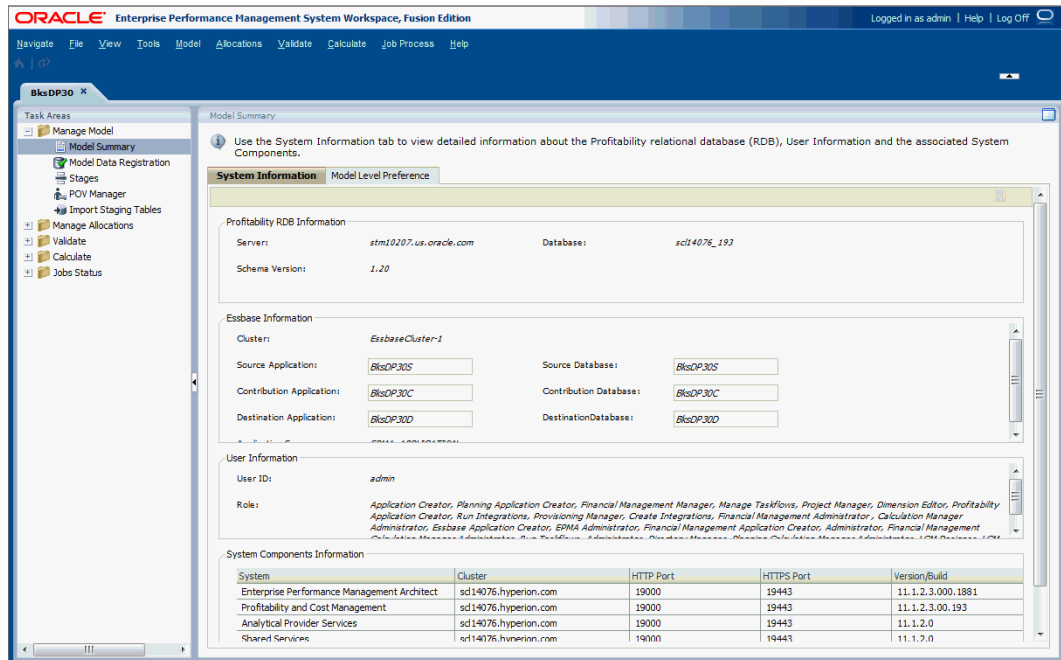 ORACLE Enterprise Performance Management System Workspace, Fusion Edition
Logged in as admin | Help | Log Off
Navigate File View Tools Model Allocations Validate Calculate Job Process Help
BksDP30
Task Areas
Manage Model
Model Summary
Model Data Registration
Stages
POV Manager
Import Staging Tables
Manage Allocations
Validate
Calculate
Jobs Status
Model Summary
Use the System Information tab to view detailed information about the Profitability relational database (RDB), User Information and the associated System
Components.
System Information Model Level Preference
Profitability RDB Information
Server: stm10207.us.oracle.com Database: scl14076_193
Schema Version: 1.20
Essbase Information
Cluster: EssbaseCluster-1
Source Application: BksDP30S Source Database: BksDP30S
Contribution Application: BksDP30C Contribution Database: BksDP30C
Destination Application: BksDP30D DestinationDatabase: BksDP30D
User Information
User ID: admin
Role: Application Creator, Planning Application Creator, Financial Management Manager, Manage Taskflows, Project Manager, Dimension Editor, Profitability
Application Creator, Run Integrations, Provisioning Manager, Create Integrations, Financial Management Administrator , Calculation Manager
Administrator, Essbase Application Creator, EPMA Administrator, Financial Management Application Creator, Administrator, Financial Management
System Components Information
System Cluster HTTP Port HTTPS Port Version/Build
Enterprise Performance Management Architect scl14076.hyperion.com 19000 19443 11.1.2.3.000.1881
Profitability and Cost Management scl14076.hyperion.com 19000 19443 11.1.2.3.00.193
Analytical Provider Services scl14076.hyperion.com 19000 19443 11.1.2.0
Shared Services scl14076.hyperion.com 19000 19443 11.1.2.0